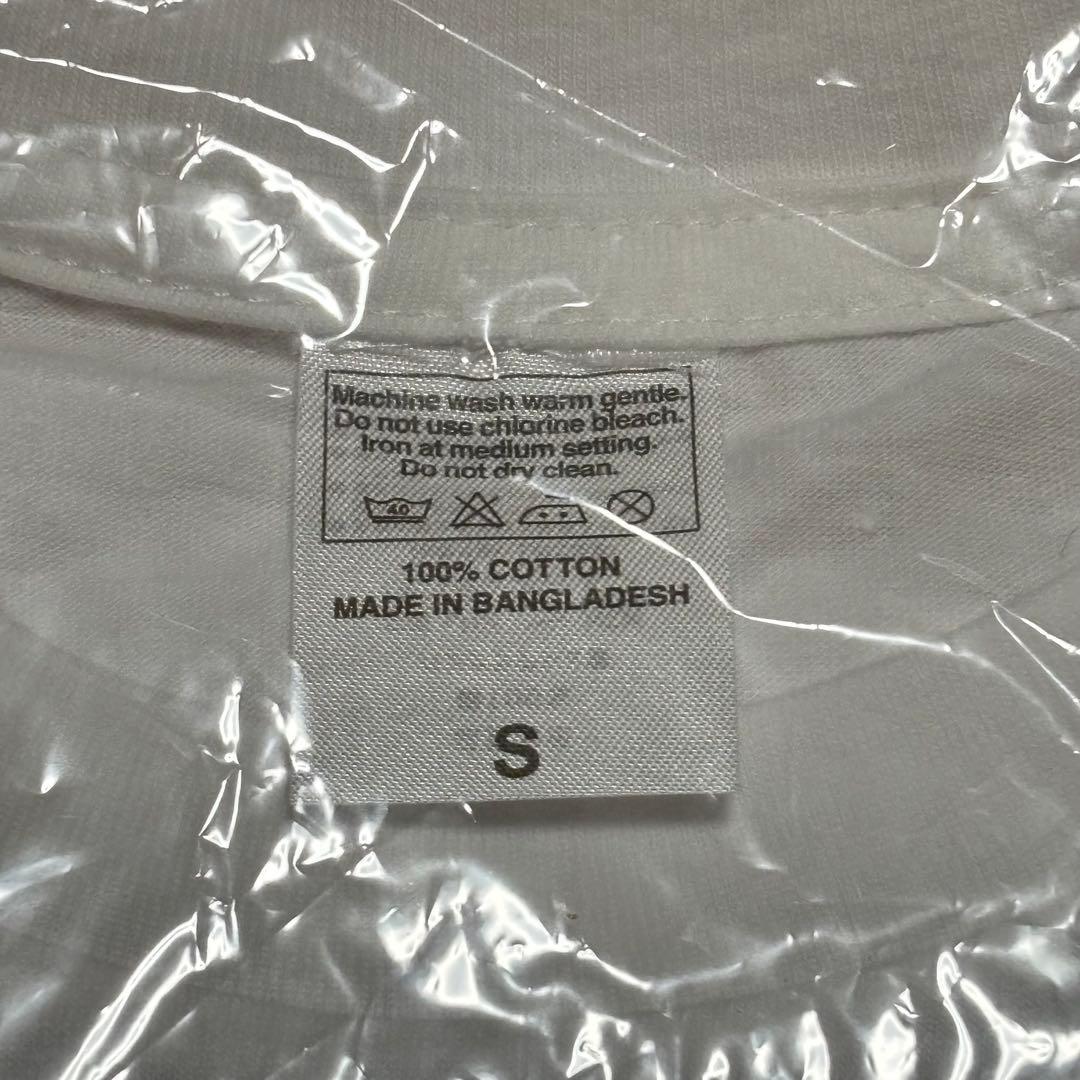 Machine wash warm gentle.
Do not use chlorine bleach.
Iron at medium setting.
Do not dry clean.
40
100% COTTON
MADE IN BANGLADESH
S